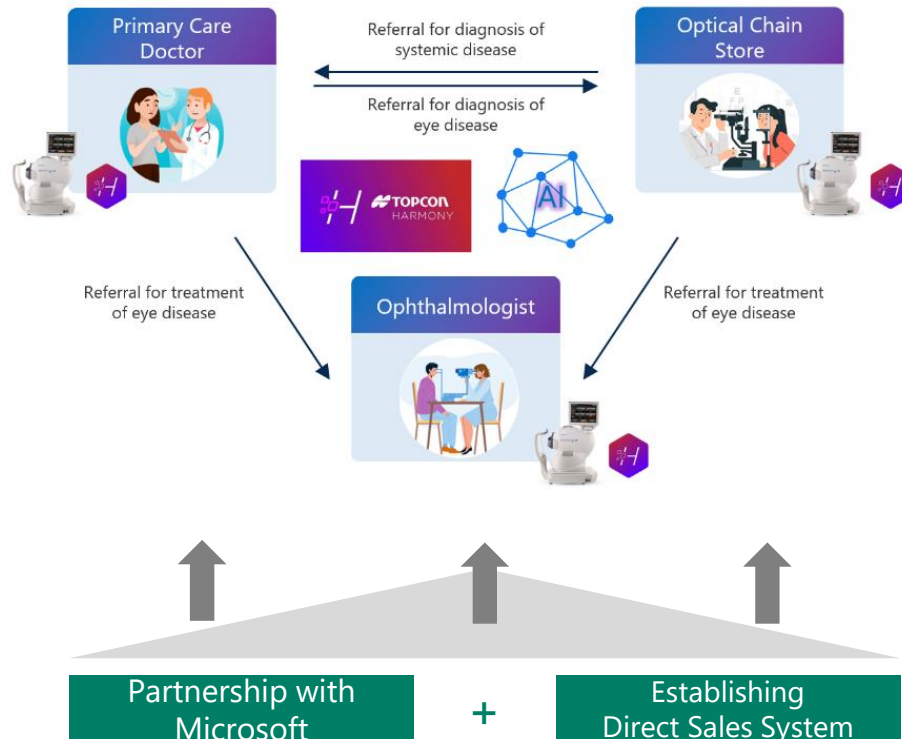 Primary Care
Doctor
Referral for diagnosis of
systemic disease
Referral for diagnosis of
eye disease
Optical Chain
Store
E
F P
TOPCON
HARMONY
AI
Referral for treatment
of eye disease
Ophthalmologist
Referral for treatment
of eye disease
Partnership with
Microsoft
+
Establishing
Direct Sales System